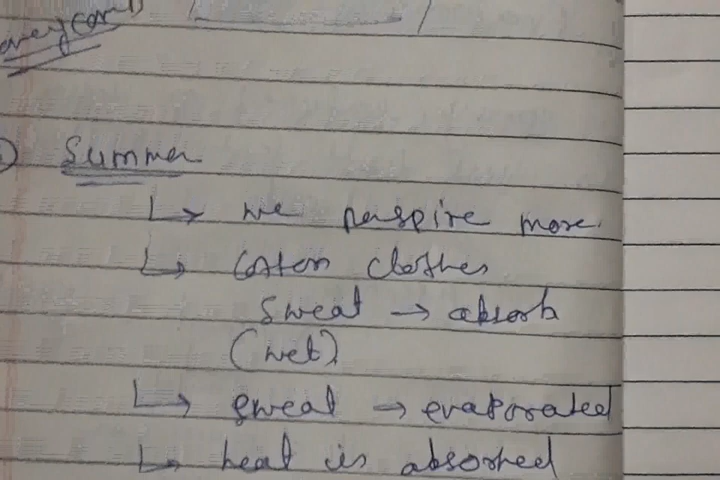 Summer
↳ we perspire more.
↳ Cotton clothes
sweat → absorb
(wet)
↳ sweat → evaporated
↳ heat is absorbed